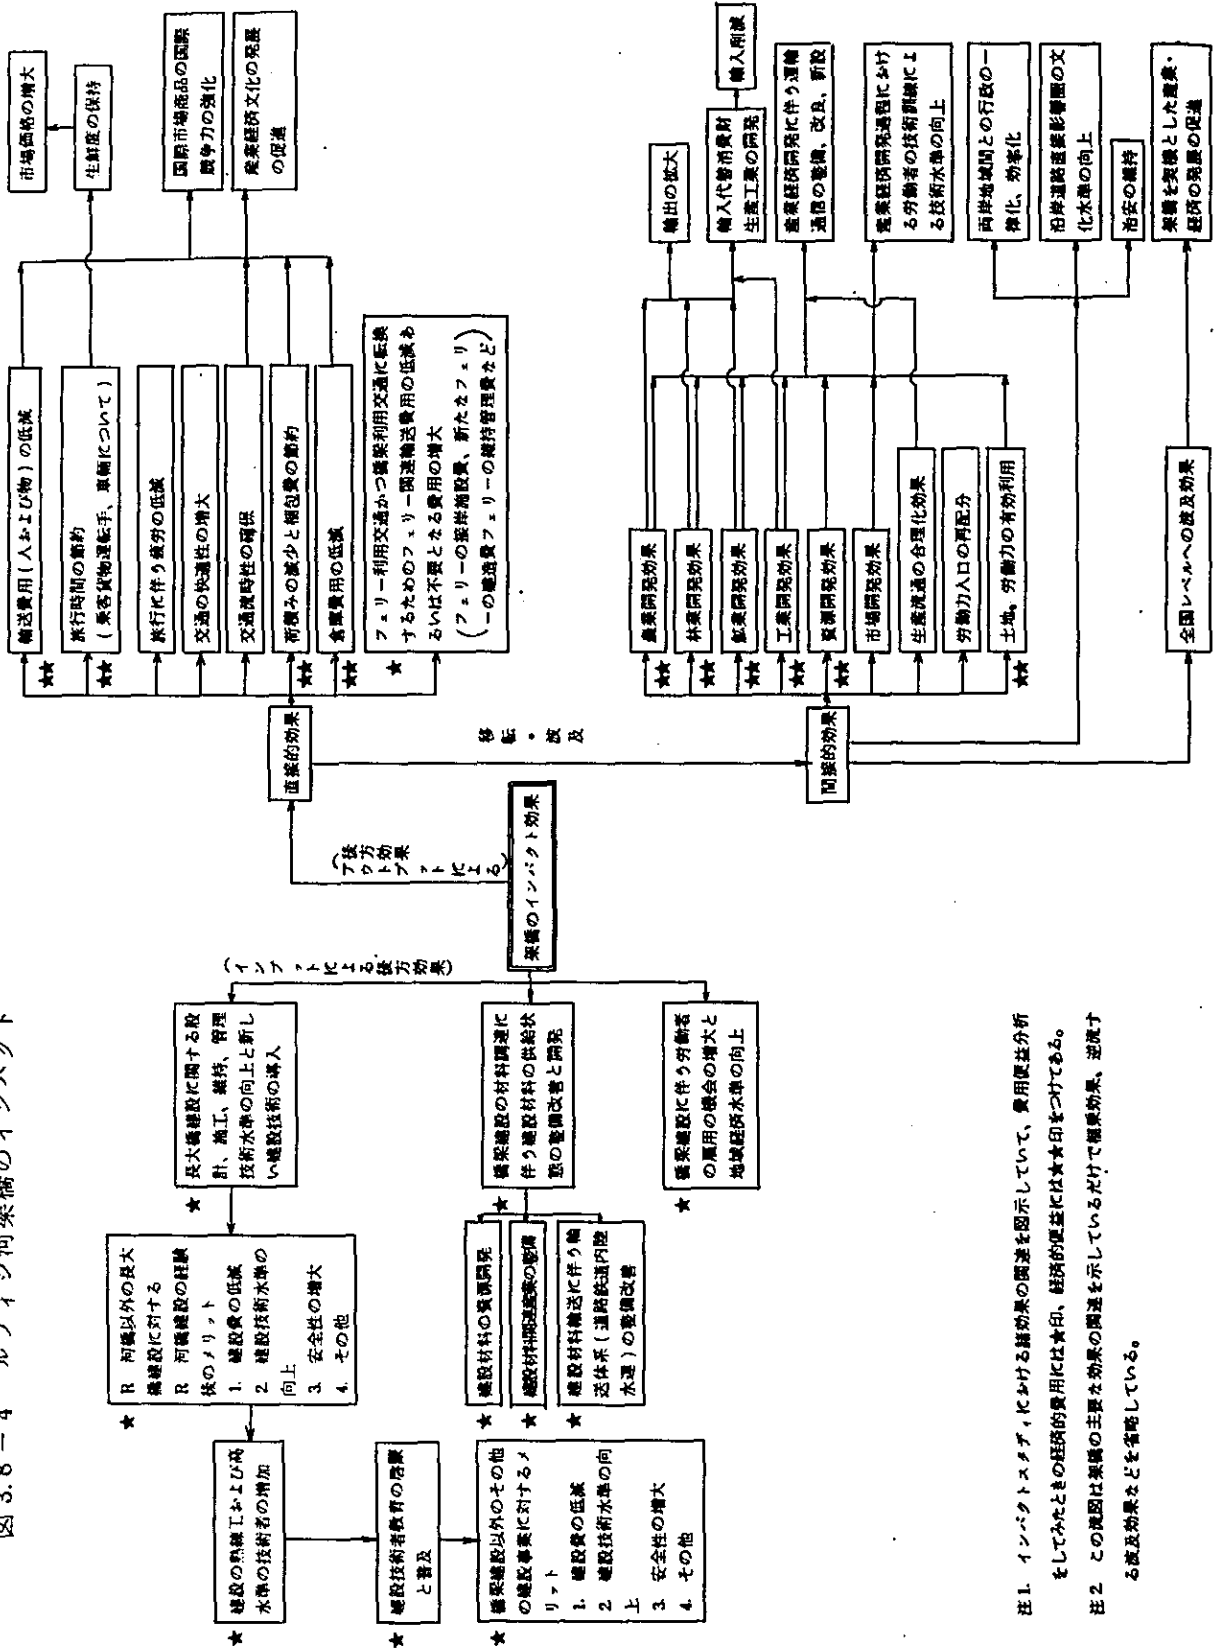 図 3.8-4 ルフィジ河架橋のインパクト
輸送費用(人および物)の低減
★★
旅行時間の節約
(乗客貨物運転手、車輛について)
★★
旅行に伴う疲労の低減
交通の快適性の増大
交通流時性の確保
荷積みの減少と梱包費の節約
★★
倉庫費用の低減
★★
フェリー利用交通かつ橋梁利用交通に転換
するためのフェリー関連輸送費用の低減あ
るいは不要となる費用の増大
(フェリーの接岸施設費、新たなフェリ
ーの建造費フェリーの維持管理費など)
★
市場価格の増大
生鮮度の保持
国際市場商品の国際
競争力の強化
産業経済文化の発展
の促進
直接的効果
移転・波及
間接的効果
農業開発効果
★★
林業開発効果
★★
鉱業開発効果
★★
工業開発効果
★★
資源開発効果
★★
市場開発効果
生産流通の合理化効果
労働力人口の再配分
土地、労働力の有効利用
★★
全国レベルへの波及効果
輸出の拡大
輸入代替消費財
生産工業の開発
輸入削減
産業経済開発に伴う運輸
通信の整備、改良、新設
産業経済開発過程におけ
る労働者の技術訓練によ
る技術水準の向上
両岸地域間との行政の一
律化、効率化
沿岸道路直接影響圏の文
化水準の向上
治安の維持
架橋を契機とした産業・
経済の発展の促進
(アウトプットによる
後方効果)
架橋のインパクト効果
(インプットによる後方効果)
長大橋建設に関する設
計、施工、維持、管理
技術水準の向上と新し
い建設技術の導入
★
橋梁建設の材料調達に
伴う建設材料の供給状
態の整備改善と開発
★
橋梁建設に伴う労働者
の雇用の機会の増大と
地域経済水準の向上
★
R 河橋以外の長大
橋建設に対する
R 河橋建設の経験
後のメリット
1. 建設費の低減
2. 建設技術水準の
向上
3. 安全性の増大
4. その他
★
建設材料の資源開発
★
建設材料関連産業の整備
★
建設材料輸送に伴う輸
送体系(道路鉄道内陸
水運)の整備改善
★
建設の熟練工および高
水準の技術者の増加
★
建設技術者教育の啓蒙
と普及
★
橋梁建設以外のその他
の建設事業に対するメ
リット
1. 建設費の低減
2. 建設技術水準の向
上
3. 安全性の増大
4. その他
★
注1. インパクトスタディにおける諸効果の関連を図示していて、費用便益分析
をしてみたときの経済的費用には★印、経済的便益には★★印をつけてある。
注2. この流図は架橋の主要な効果の関連を示しているだけで相乗効果、逆流す
る波及効果などを省略している。